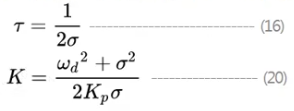 τ = 1/2σ ---------- (16)
K = (ω_d² + σ²)/2K_pσ ---------- (20)